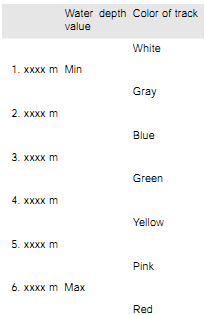 Water depth value Color of track
White
1. xxxx m Min
Gray
2. xxxx m
Blue
3. xxxx m
Green
4. xxxx m
Yellow
5. xxxx m
Pink
6. xxxx m Max
Red